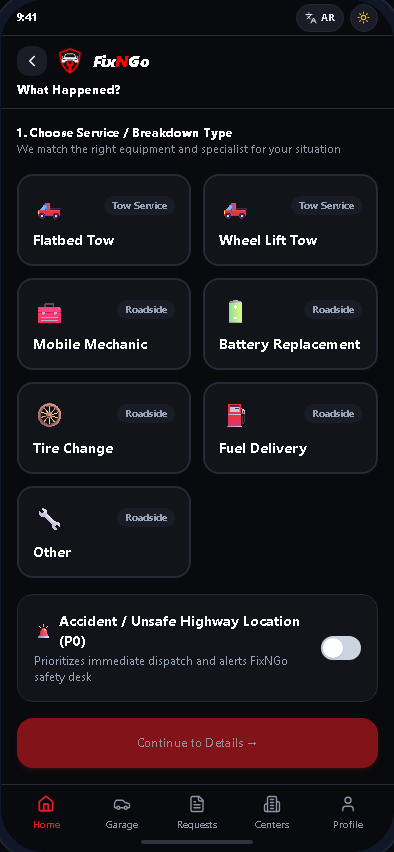 9:41
AR
FixNGo
What Happened?
1. Choose Service / Breakdown Type
We match the right equipment and specialist for your situation
Tow Service
Flatbed Tow
Tow Service
Wheel Lift Tow
Roadside
Mobile Mechanic
Roadside
Battery Replacement
Roadside
Tire Change
Roadside
Fuel Delivery
Roadside
Other
Accident / Unsafe Highway Location
(P0)
Prioritizes immediate dispatch and alerts FixNGo
safety desk
Continue to Details →
Home
Garage
Requests
Centers
Profile